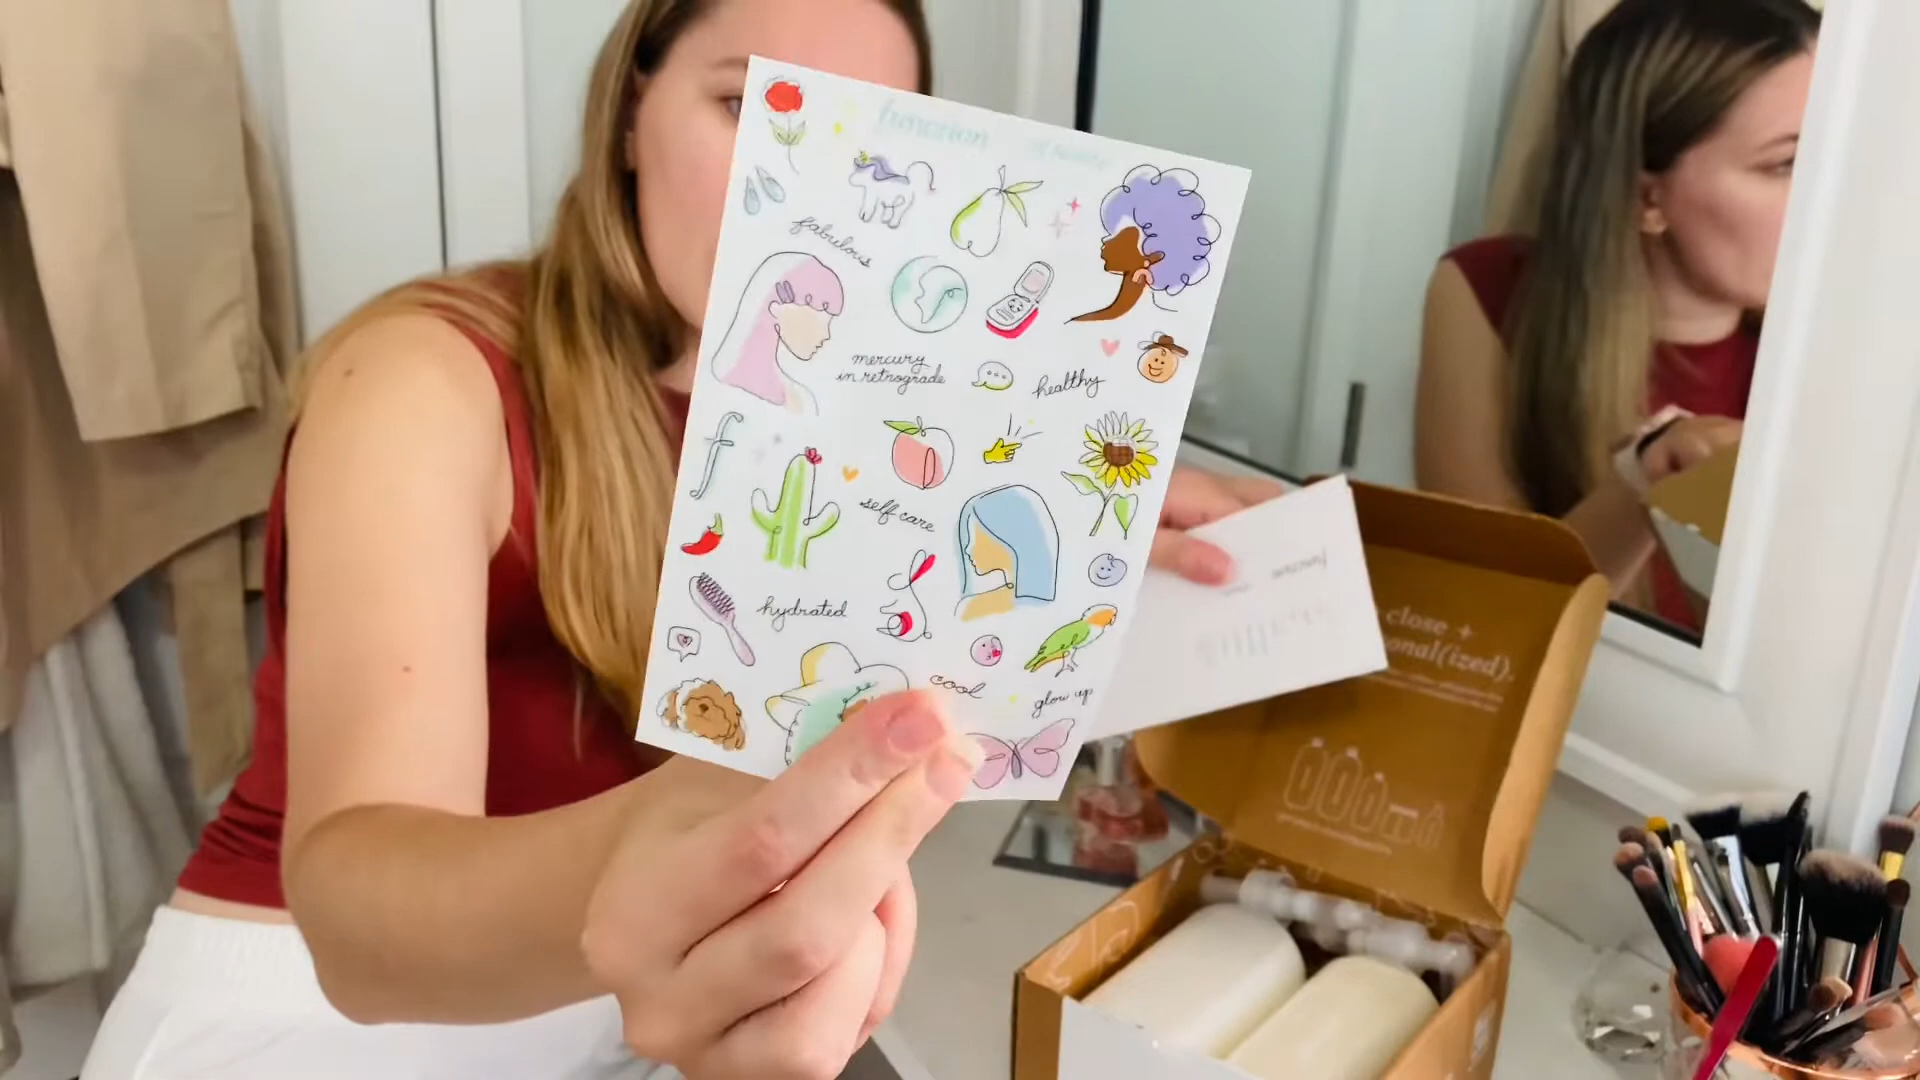 function
fabulous
mercury
in retrograde
healthy
f
self care
hydrated
cool
glow up
close +
onal(ized).